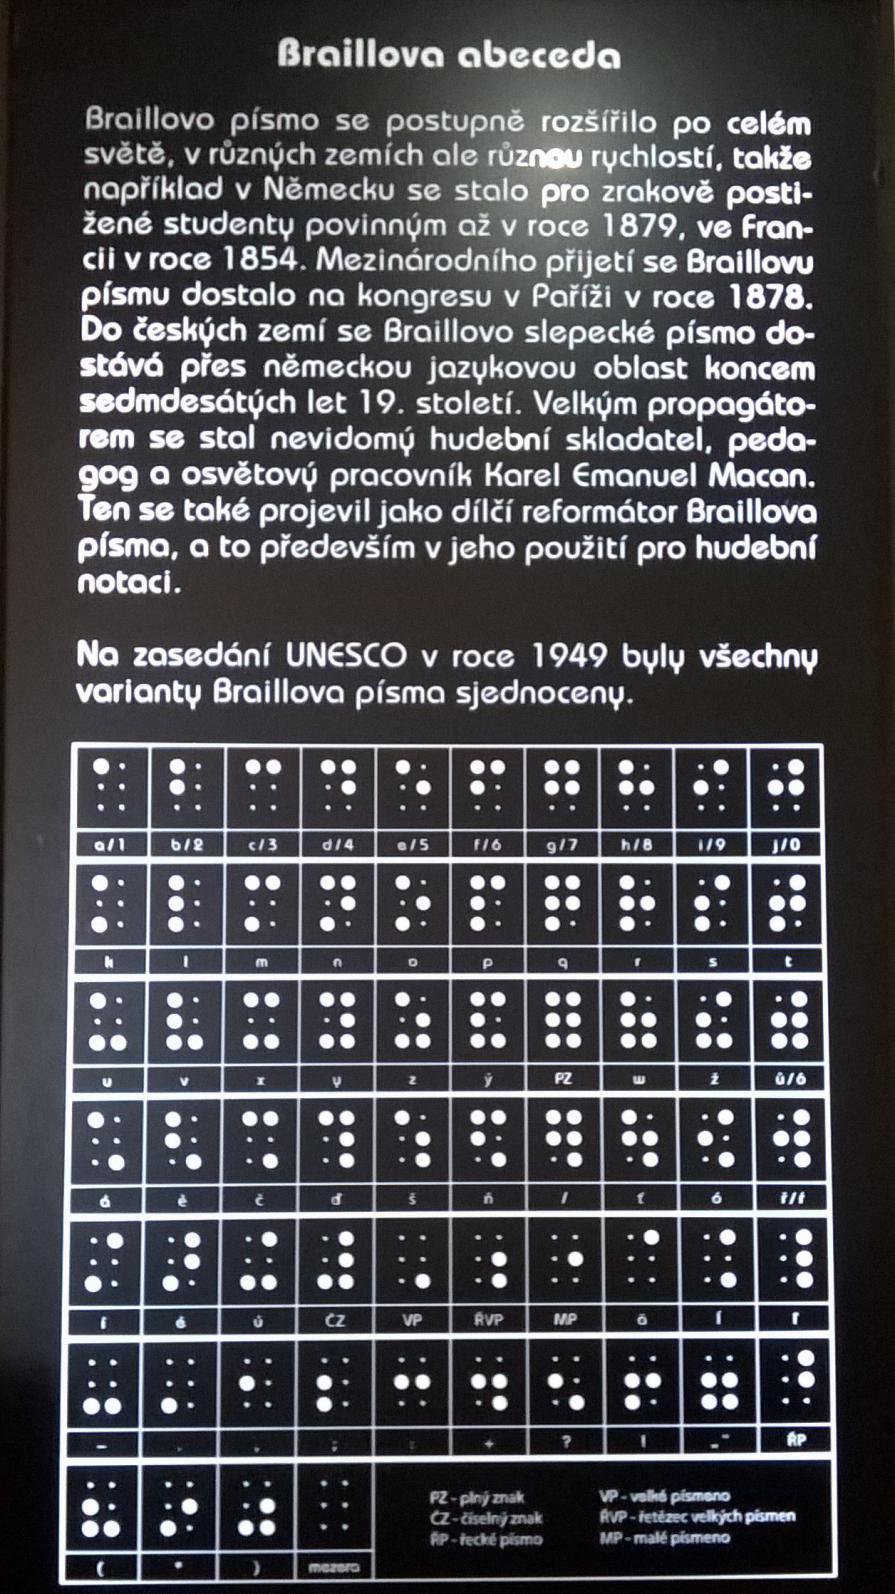 Braillova abeceda
Braillovo písmo se postupně rozšířilo po celém
světě, v různých zemích ale různou rychlostí, takže
například v Německu se stalo pro zrakově posti-
žené studenty povinným až v roce 1879, ve Fran-
cii v roce 1854. Mezinárodního přijetí se Braillovu
písmu dostalo na kongresu v Paříži v roce 1878.
Do českých zemí se Braillovo slepecké písmo do-
stává přes německou jazykovou oblast koncem
sedmdesátých let 19. století. Velkým propagáto-
rem se stal nevidomý hudební skladatel, peda-
gog a osvětový pracovník Karel Emanuel Macan.
Ten se také projevil jako dílčí reformátor Braillova
písma, a to především v jeho použití pro hudební
notaci.
Na zasedání UNESCO v roce 1949 byly všechny
varianty Braillova písma sjednoceny.
a/1 b/2 c/3 d/4 e/5 f/6 g/7 h/8 i/9 j/0
k l m n o p q r s t
u v x y z ý PZ w ž
á ě č ď š ň / ť ó
é ú ČZ VP ŘVP MP
- + ? ! ŘP
( * ) mezera
PZ - plný znak VP - velké písmeno
ČZ - číselný znak ŘVP - řetězec velkých písmen
ŘP - řecké písmo MP - malé písmeno